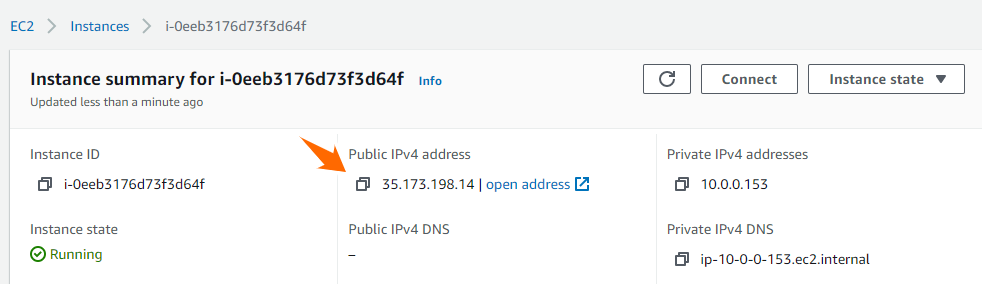 EC2 > Instances > i-0eeb3176d73f3d64f
Instance summary for i-0eeb3176d73f3d64f Info
Updated less than a minute ago
Connect
Instance state
Instance ID
i-0eeb3176d73f3d64f
Public IPv4 address
35.173.198.14 | open address
Private IPv4 addresses
10.0.0.153
Instance state
Running
Public IPv4 DNS
–
Private IPv4 DNS
ip-10-0-0-153.ec2.internal